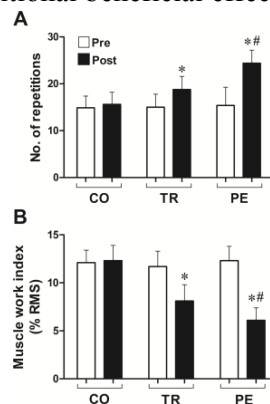 A
30
Pre
Post
*#
*
20
10
0
No. of repetitions
CO TR PE
B
15
10
5
0
Muscle work index
(% RMS)
*
*#
CO TR PE